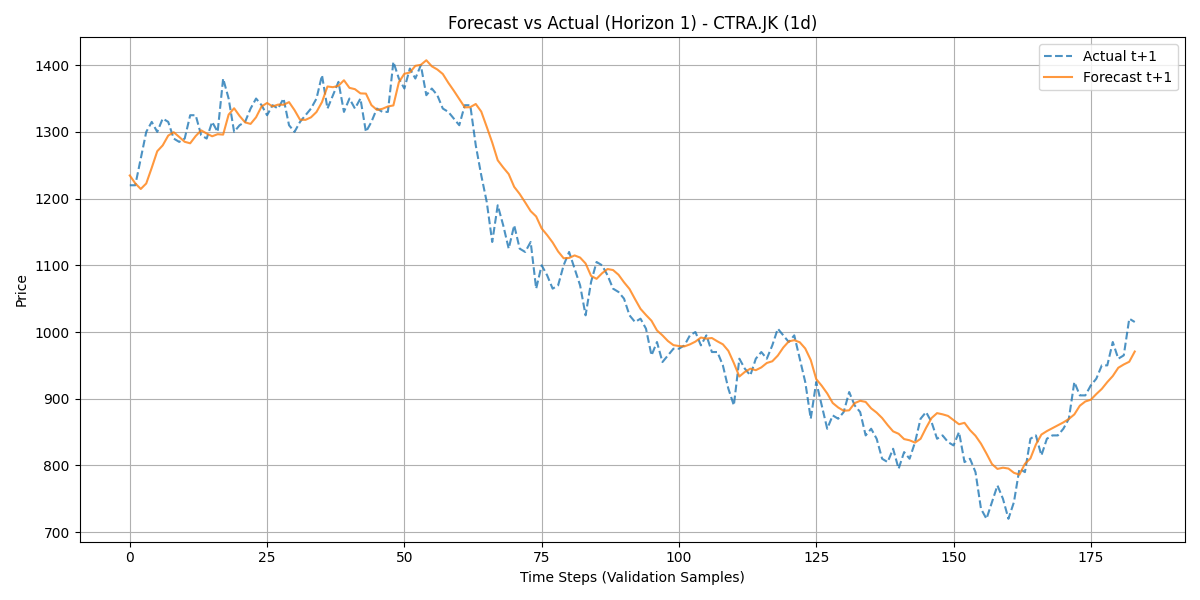 Forecast vs Actual (Horizon 1) - CTRA.JK (1d)
Actual t+1
Forecast t+1
Price
1400
1300
1200
1100
1000
900
800
700
0 25 50 75 100 125 150 175
Time Steps (Validation Samples)